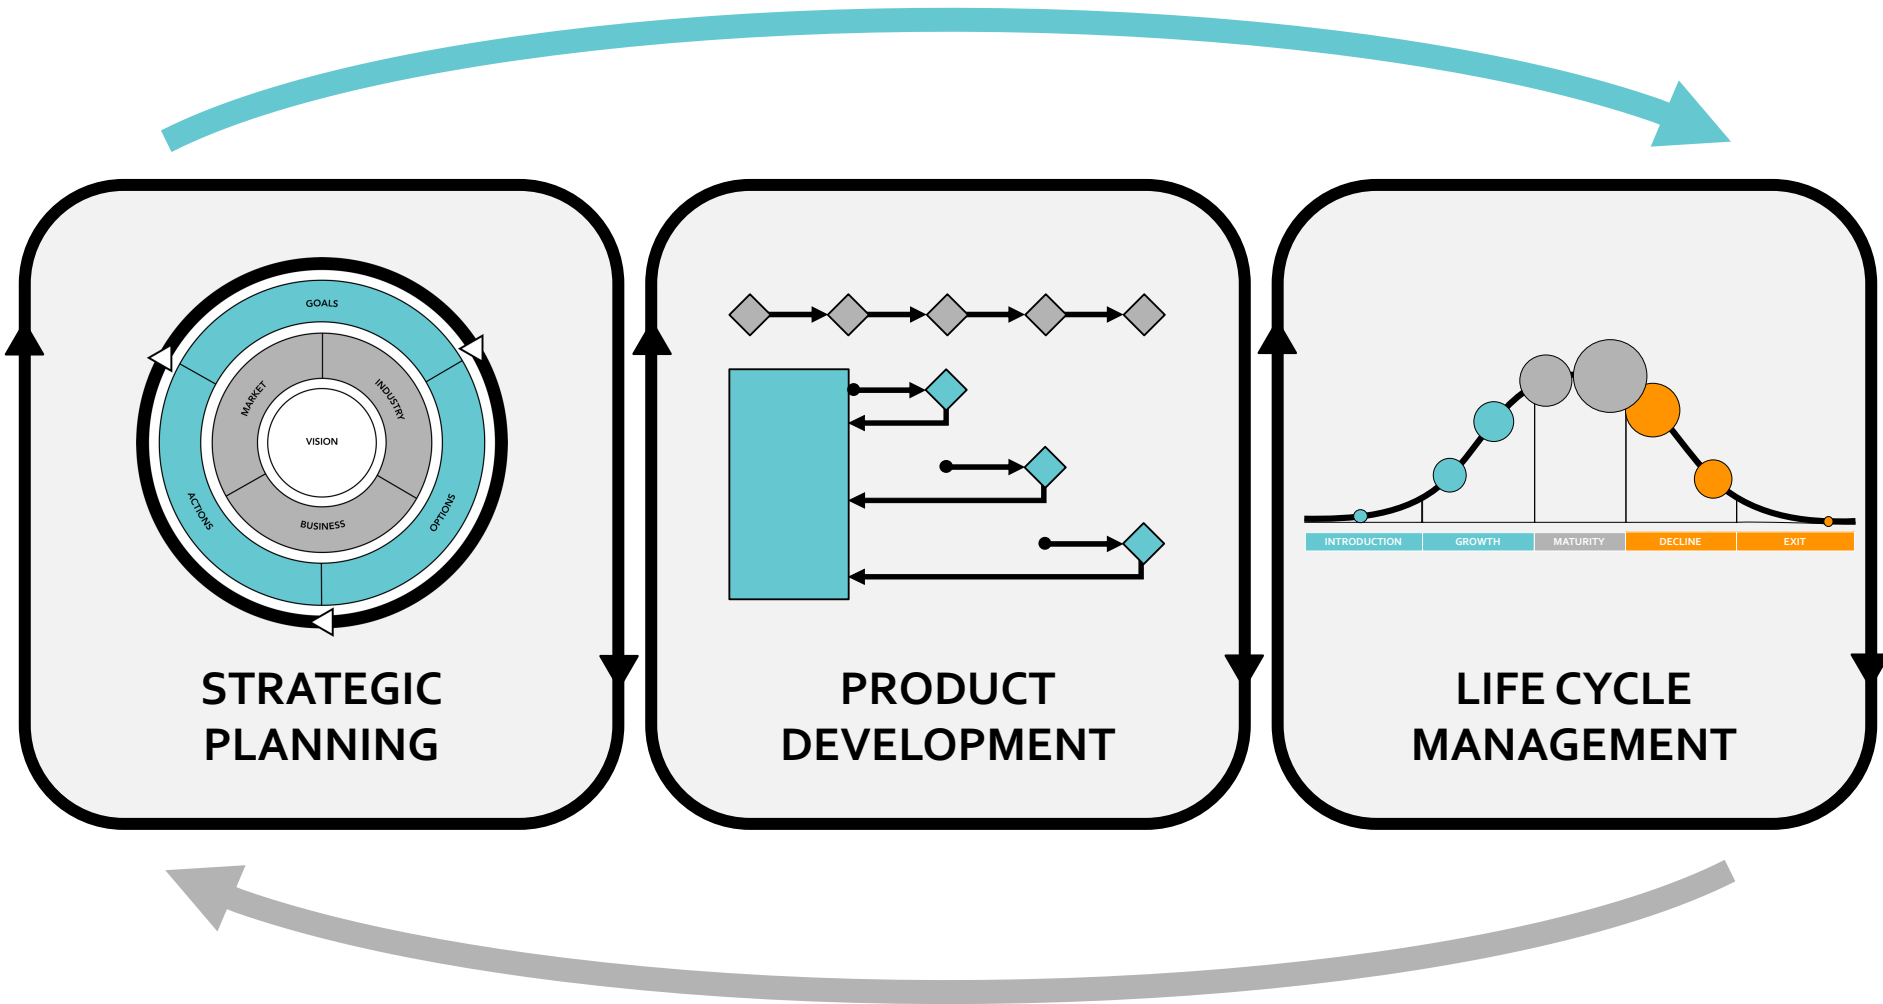 GOALS
MARKET
INDUSTRY
VISION
ACTIONS
OPTIONS
BUSINESS
STRATEGIC
PLANNING
PRODUCT
DEVELOPMENT
INTRODUCTION
GROWTH
MATURITY
DECLINE
EXIT
LIFE CYCLE
MANAGEMENT